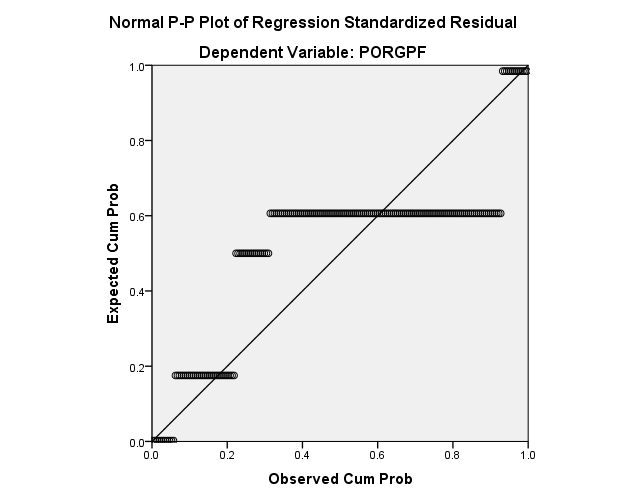 Normal P-P Plot of Regression Standardized Residual
Dependent Variable: PORGPF
1.0
0.8
0.6
0.4
0.2
0.0
Expected Cum Prob
0.0 0.2 0.4 0.6 0.8 1.0
Observed Cum Prob